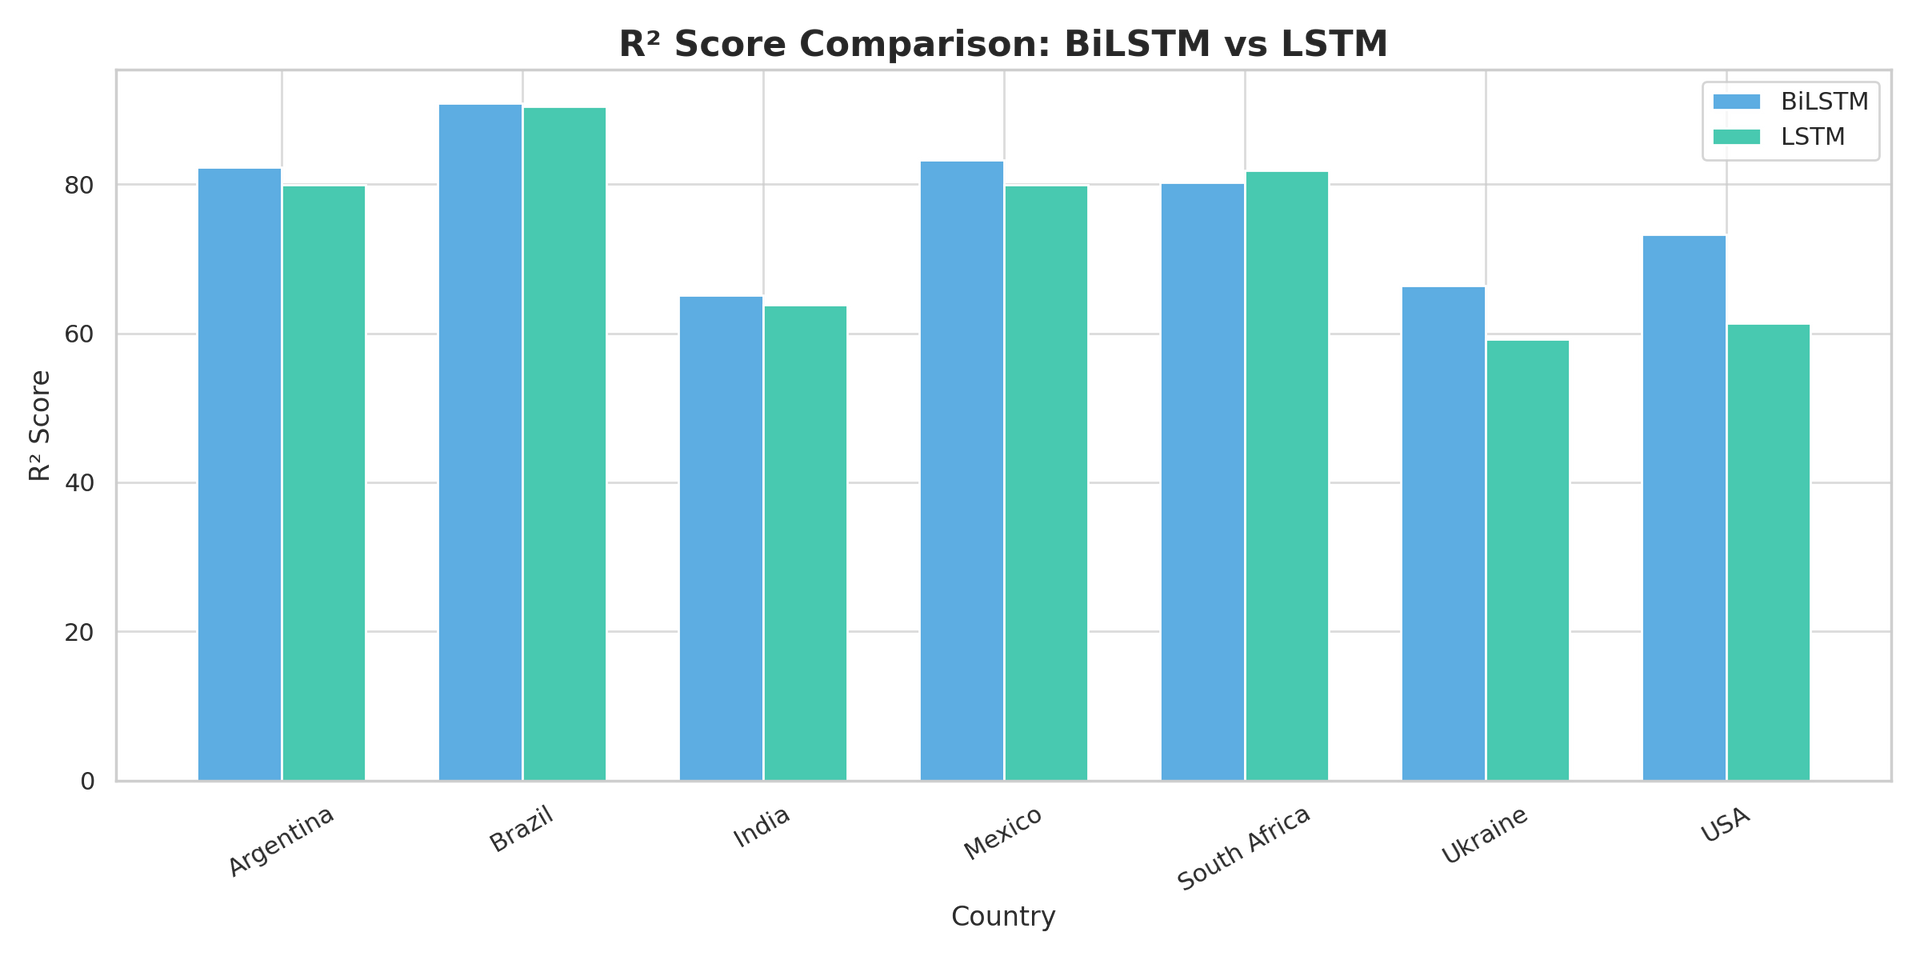 R² Score Comparison: BiLSTM vs LSTM
BiLSTM
LSTM
R² Score
80
60
40
20
0
Argentina
Brazil
India
Mexico
South Africa
Ukraine
USA
Country